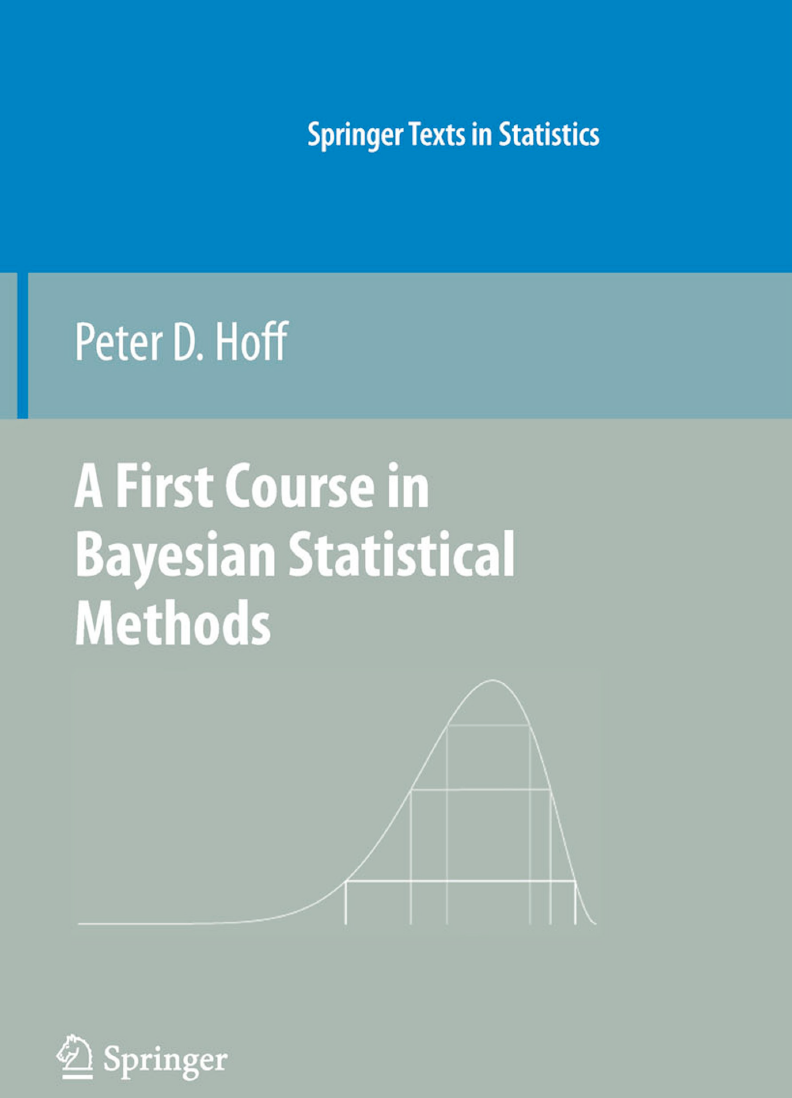 Springer Texts in Statistics
Peter D. Hoff
A First Course in
Bayesian Statistical
Methods
Springer